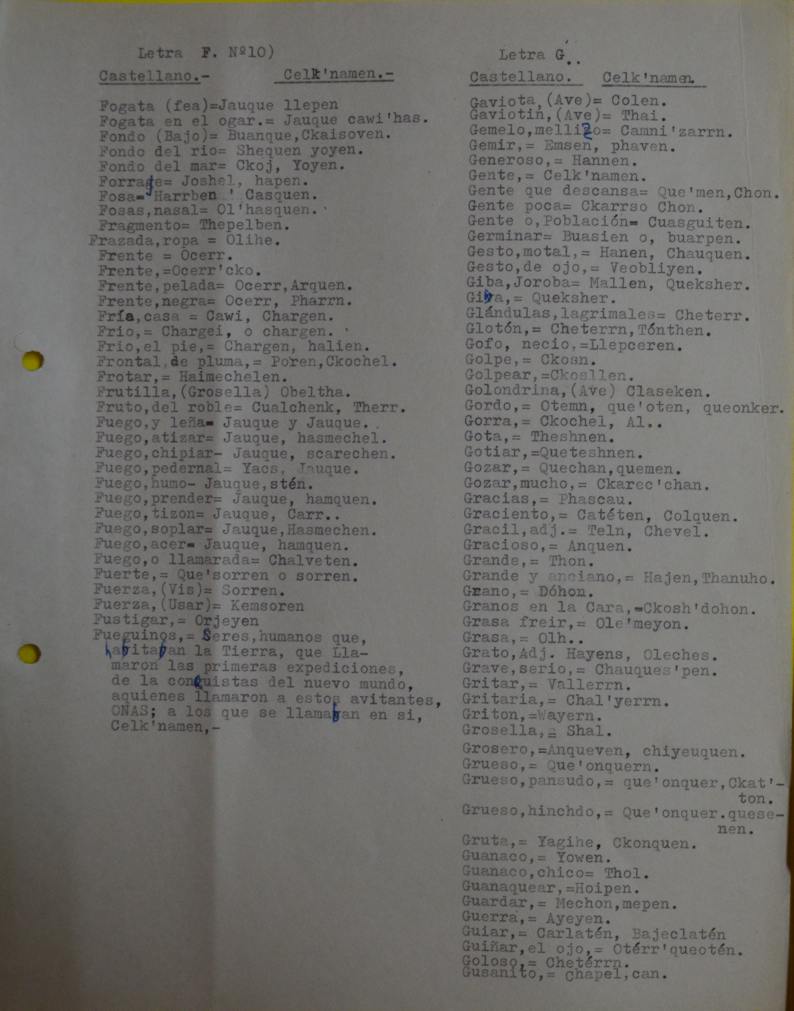 Letra F. Nº10)
Castellano.- Celk'namen.-
Fogata (fea)=Jauque llepen
Fogata en el ogar.= Jauque cawi'has.
Fondo (Bajo)= Buanque,Ckaisoven.
Fondo del rio= Shequen yoyen.
Fondo del mar= Ckoj, Yoyen.
Forraje= Joshel, hapen.
Fosa= Harrben ' Casquen.
Fosas,nasal= Ol'hasquen.
Fragmento= Thepelben.
Frazada,ropa = Olihe.
Frente = Ocerr.
Frente,=Ocerr'cko.
Frente,pelada= Ocerr,Arquen.
Frente,negra= Ocerr, Pharrn.
Fría,casa = Cawi, Chargen.
Frio,= Chargei, o chargen.
Frio,el pie,= Chargen, halien.
Frontal,de pluma,= Poren,Ckochel.
Frotar,= Haimechelen.
Frutilla,(Grosella) Obeltha.
Fruto,del roble= Cualchenk, Therr.
Fuego,y leña= Jauque y Jauque..
Fuego,atizar= Jauque, hasmechel.
Fuego,chipiar- Jauque, scarechen.
Fuego,pedernal= Yacs, Jauque.
Fuego,humo- Jauque,stén.
Fuego,prender= Jauque, hamquen.
Fuego,tizon= Jauque, Carr..
Fuego,soplar= Jauque,Hasmechen.
Fuego,acer= Jauque, hamquen.
Fuego,o llamarada= Chalveten.
Fuerte,= Que'sorren o sorren.
Fuerza,(Vis)= Sorren.
Fuerza,(Usar)= Kemsoren
Fustigar,= Orjeyen
Fueguinos,= Seres,humanos que,
habitaban la Tierra, que Lla-
maron las primeras expediciones,
de la conquistas del nuevo mundo,
aquienes llamaron a estos avitantes,
ONAS; a los que se llamaban en si,
Celk'namen,-
Letra G..
Castellano. Celk'namen.
Gaviota,(Ave)= Colen.
Gaviotin,(Ave)= Thai.
Gemelo,mellizo= Camni'zarrn.
Gemir,= Emsen, phaven.
Generoso,= Hannen.
Gente,= Celk'namen.
Gente que descansa= Que'men,Chon.
Gente poca= Ckarrso Chon.
Gente o,Población= Cuasguiten.
Germinar= Buasien o, buarpen.
Gesto,motal,= Hanen, Chauquen.
Gesto,de ojo,= Veobliyen.
Giba,Joroba= Mallen, Queksher.
Giba,= Queksher.
Glándulas,lagrimales= Cheterr.
Glotón,= Cheterrn,Tónthen.
Gofo, necio,=Llepceren.
Golpe,= Ckosn.
Golpear,=Ckosllen.
Golondrina,(Ave) Claseken.
Gordo,= Otemn, que'oten, queonker.
Gorra,= Ckochel, Al..
Gota,= Theshnen.
Gotiar,=Queteshnen.
Gozar,= Quechan,quemen.
Gozar,mucho,= Ckarec'chan.
Gracias,= Phascau.
Graciento,= Catéten, Colquen.
Gracil,adj.= Teln, Chevel.
Gracioso,= Anquen.
Grande,= Thon.
Grande y anciano,= Hajen,Thanuho.
Grano,= Dóhon.
Granos en la Cara,=Ckosh'dohon.
Grasa freir,= Ole'meyon.
Grasa,= Olh..
Grato,Adj. Hayens, Oleches.
Grave,serio,= Chauques'pen.
Gritar,= Vallerrn.
Gritaria,= Chal'yerrn.
Griton,=Wayern.
Grosella,= Shal.
Grosero,=Anqueven, chiyeuquen.
Grueso,= Que'onquern.
Grueso,pansudo,= que'onquer,Ckat'-
ton.
Grueso,hinchdo,= Que'onquer.quese-
nen.
Gruta,= Yagihe, Ckonquen.
Guanaco,= Yowen.
Guanaco,chico= Thol.
Guanaquear,=Hoipen.
Guardar,= Mechon,mepen.
Guerra,= Ayeyen.
Guiar,= Carlatén, Bajeclatén
Guiñar,el ojo,= Otérr'queotén.
Goloso,= Chetérrn.
Gusanito,= chapel,can.